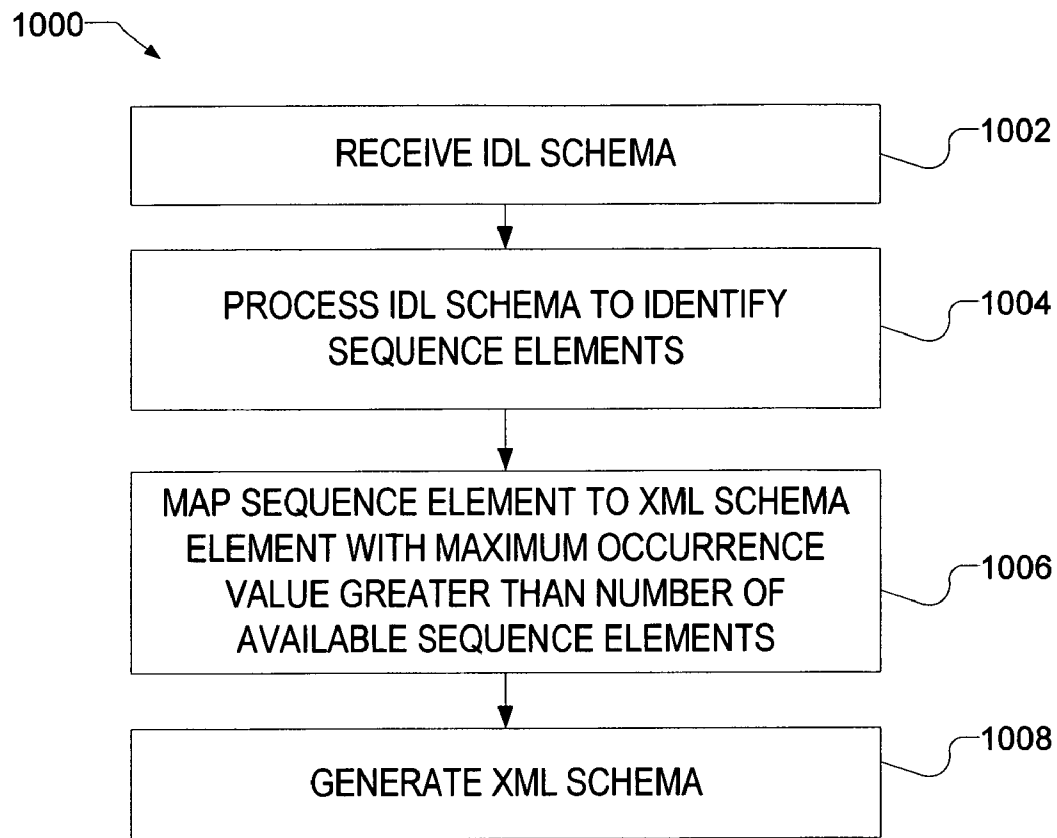 1000
RECEIVE IDL SCHEMA
1002
PROCESS IDL SCHEMA TO IDENTIFY
SEQUENCE ELEMENTS
1004
MAP SEQUENCE ELEMENT TO XML SCHEMA
ELEMENT WITH MAXIMUM OCCURRENCE
VALUE GREATER THAN NUMBER OF
AVAILABLE SEQUENCE ELEMENTS
1006
GENERATE XML SCHEMA
1008